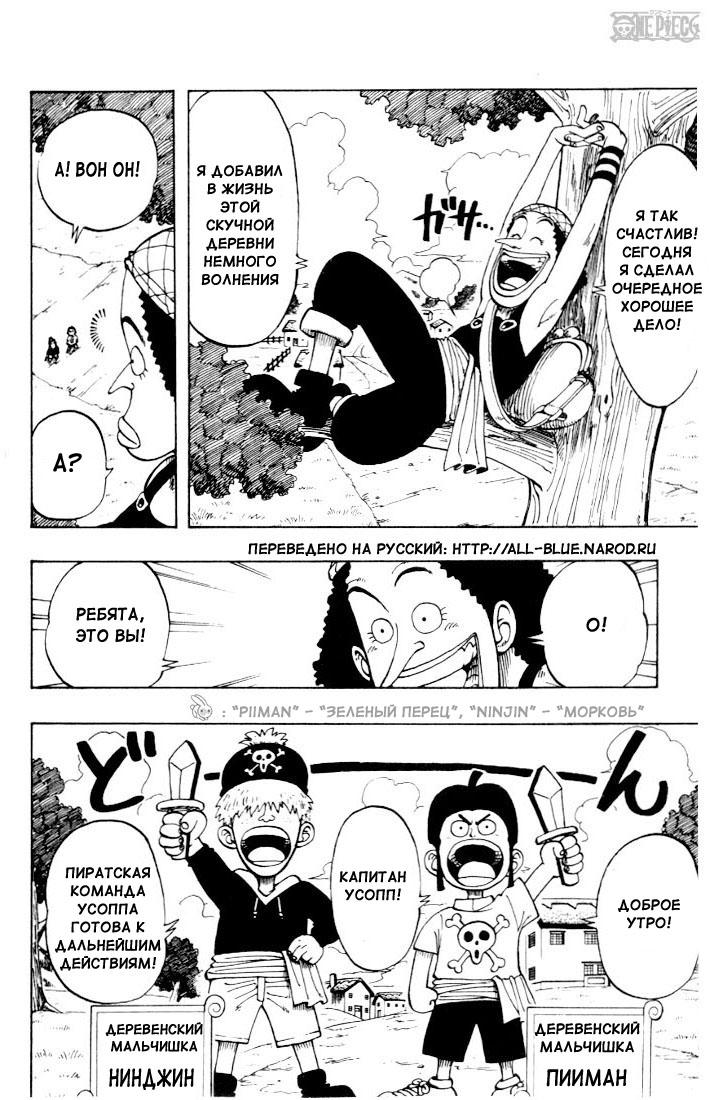 ONE PIECE
Я ТАК
СЧАСТЛИВ!
СЕГОДНЯ
Я СДЕЛАЛ
ОЧЕРЕДНОЕ
ХОРОШЕЕ
ДЕЛО!
ガサ...
Я ДОБАВИЛ
В ЖИЗНЬ
ЭТОЙ
СКУЧНОЙ
ДЕРЕВНИ
НЕМНОГО
ВОЛНЕНИЯ
А! ВОН ОН!
А?
ПЕРЕВЕДЕНО НА РУССКИЙ: HTTP://ALL-BLUE.NAROD.RU
О!
РЕБЯТА,
ЭТО ВЫ!
: "PIIMAN" - "ЗЕЛЕНЫЙ ПЕРЕЦ", "NINJIN" - "МОРКОВЬ"
どーん
ДОБРОЕ
УТРО!
КАПИТАН
УСОПП!
ПИРАТСКАЯ
КОМАНДА
УСОППА
ГОТОВА К
ДАЛЬНЕЙШИМ
ДЕЙСТВИЯМ!
ДЕРЕВЕНСКИЙ
МАЛЬЧИШКА
ПИИМАН
ДЕРЕВЕНСКИЙ
МАЛЬЧИШКА
НИНДЖИН